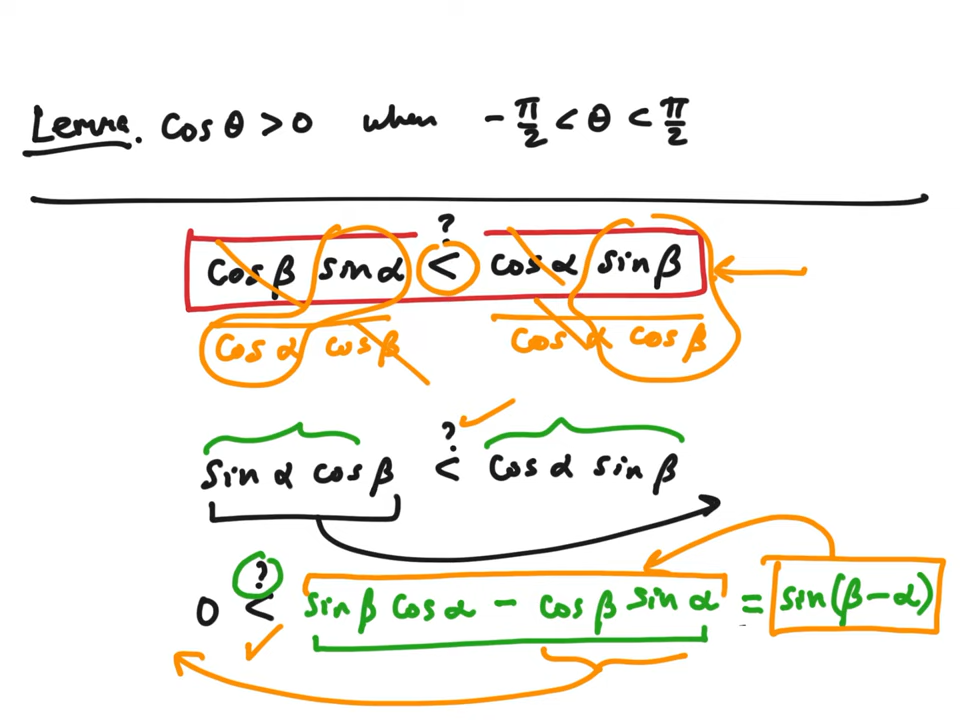 Lemma. Cos θ > 0 when -π/2 < θ < π/2
?
Cos β sin α < cos α sin β
Cos α cos β Cos α cos β
?
Sin α cos β < Cos α sin β
?
0 < sin β cos α - cos β sin α = sin(β-α)